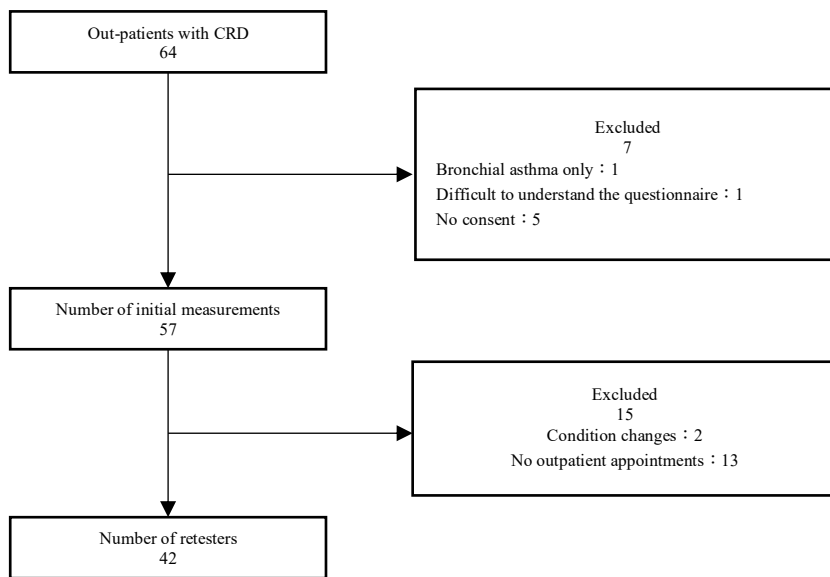 Out-patients with CRD
64
Excluded
7
Bronchial asthma only：1
Difficult to understand the questionnaire：1
No consent：5
Number of initial measurements
57
Excluded
15
Condition changes：2
No outpatient appointments：13
Number of retesters
42